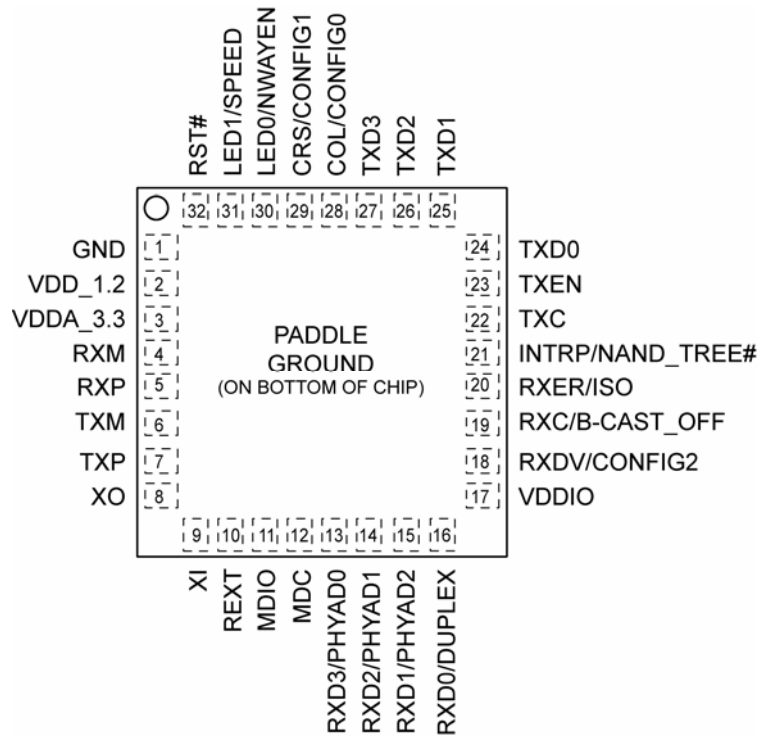 RST#
LED1/SPEED
LED0/NWAYEN
CRS/CONFIG1
COL/CONFIG0
TXD3
TXD2
TXD1
32 31 30 29 28 27 26 25
GND 1
VDD_1.2 2
VDDA_3.3 3
RXM 4
RXP 5
TXM 6
TXP 7
XO 8
PADDLE
GROUND
(ON BOTTOM OF CHIP)
24 TXD0
23 TXEN
22 TXC
21 INTRP/NAND_TREE#
20 RXER/ISO
19 RXC/B-CAST_OFF
18 RXDV/CONFIG2
17 VDDIO
9 10 11 12 13 14 15 16
XI
REXT
MDIO
MDC
RXD3/PHYAD0
RXD2/PHYAD1
RXD1/PHYAD2
RXD0/DUPLEX